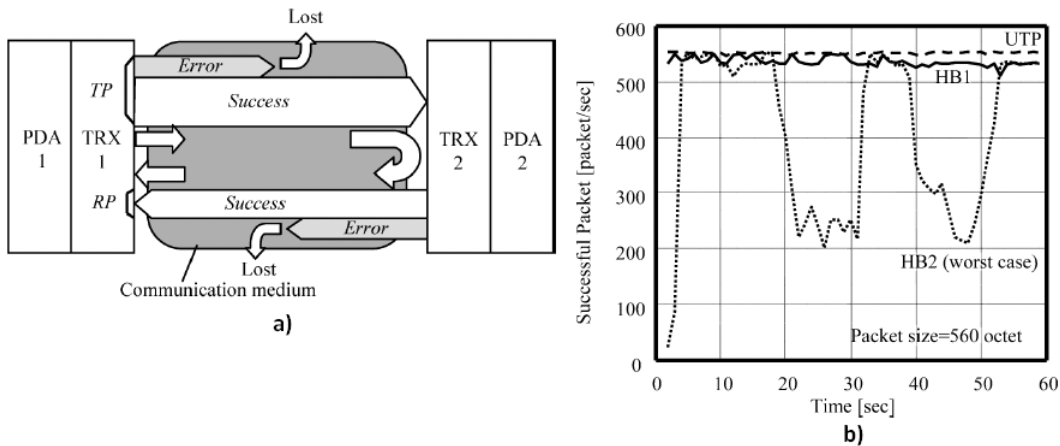 Lost
Error
TP
Success
PDA
1
TRX
1
TRX
2
PDA
2
RP
Success
Error
Lost
Communication medium
a)
Successful Packet [packet/sec]
600
500
400
300
200
100
0
UTP
HB1
HB2 (worst case)
Packet size=560 octet
0
10
20
30
40
50
60
Time [sec]
b)